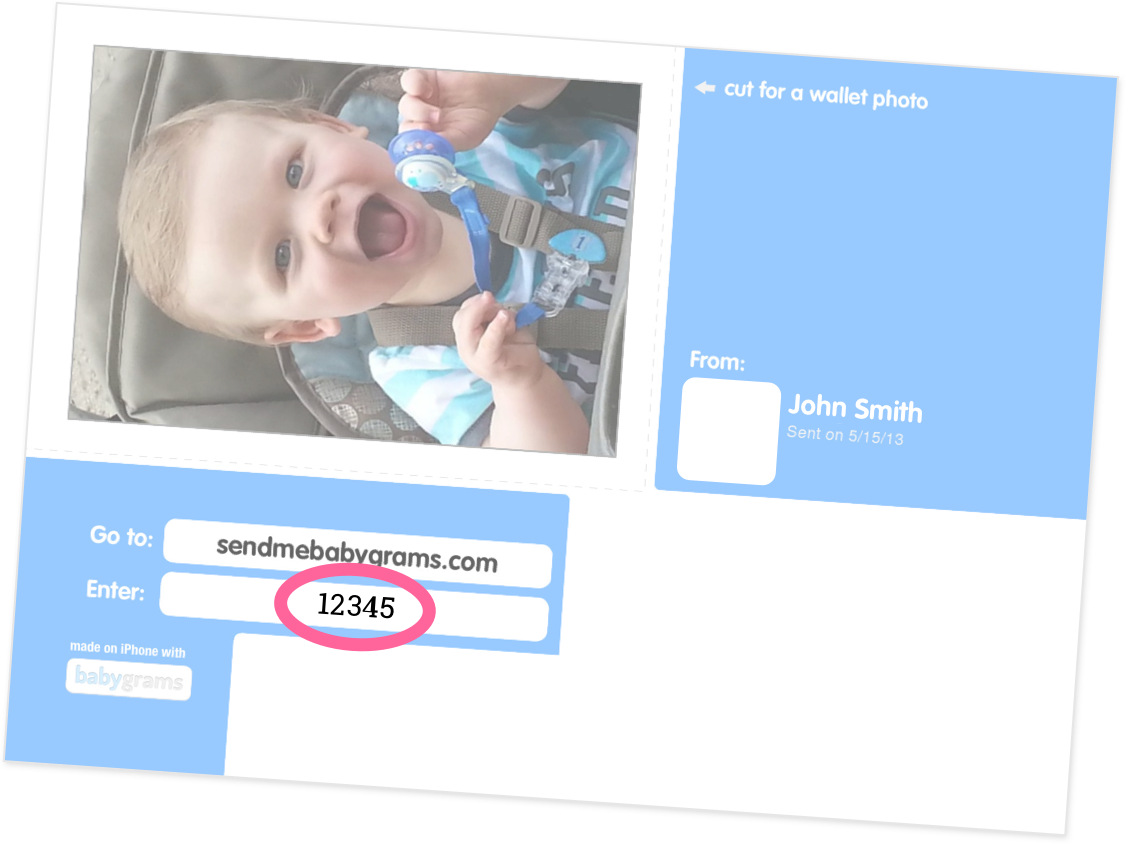 cut for a wallet photo
From:
John Smith
Sent on 5/15/13
Go to: sendmebabygrams.com
Enter: 12345
made on iPhone with
babygrams
1